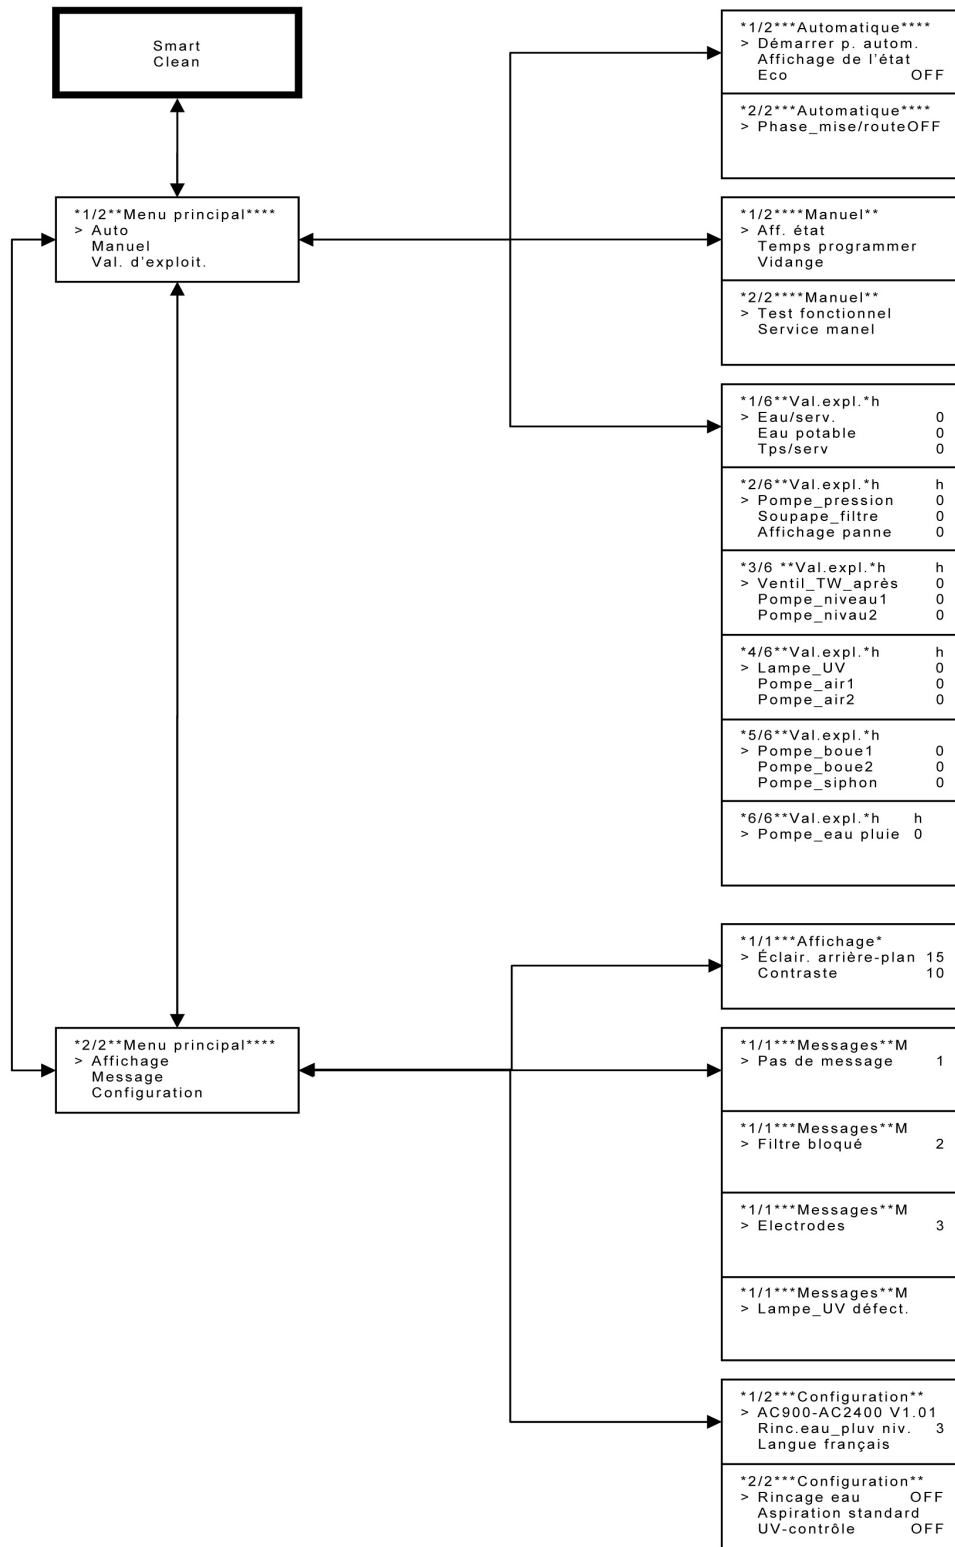 Smart
Clean
*1/2**Menu principal****
> Auto
Manuel
Val. d'exploit.
*2/2**Menu principal****
> Affichage
Message
Configuration
*1/2***Automatique****
> Démarrer p. autom.
Affichage de l'état
Eco OFF
*2/2***Automatique****
> Phase_mise/routeOFF
*1/2****Manuel**
> Aff. état
Temps programmer
Vidange
*2/2****Manuel**
> Test fonctionnel
Service manel
*1/6**Val.expl.*h
> Eau/serv. 0
Eau potable 0
Tps/serv 0
*2/6**Val.expl.*h h
> Pompe_pression 0
Soupape_filtre 0
Affichage panne 0
*3/6 **Val.expl.*h h
> Ventil_TW_après 0
Pompe_niveau1 0
Pompe_nivau2 0
*4/6**Val.expl.*h h
> Lampe_UV 0
Pompe_air1 0
Pompe_air2 0
*5/6**Val.expl.*h
> Pompe_boue1 0
Pompe_boue2 0
Pompe_siphon 0
*6/6**Val.expl.*h h
> Pompe_eau pluie 0
*1/1***Affichage*
> Éclair. arrière-plan 15
Contraste 10
*1/1***Messages**M
> Pas de message 1
*1/1***Messages**M
> Filtre bloqué 2
*1/1***Messages**M
> Electrodes 3
*1/1***Messages**M
> Lampe_UV défect.
*1/2***Configuration**
> AC900-AC2400 V1.01
Rinc.eau_pluv niv. 3
Langue français
*2/2***Configuration**
> Rincage eau OFF
Aspiration standard
UV-contrôle OFF